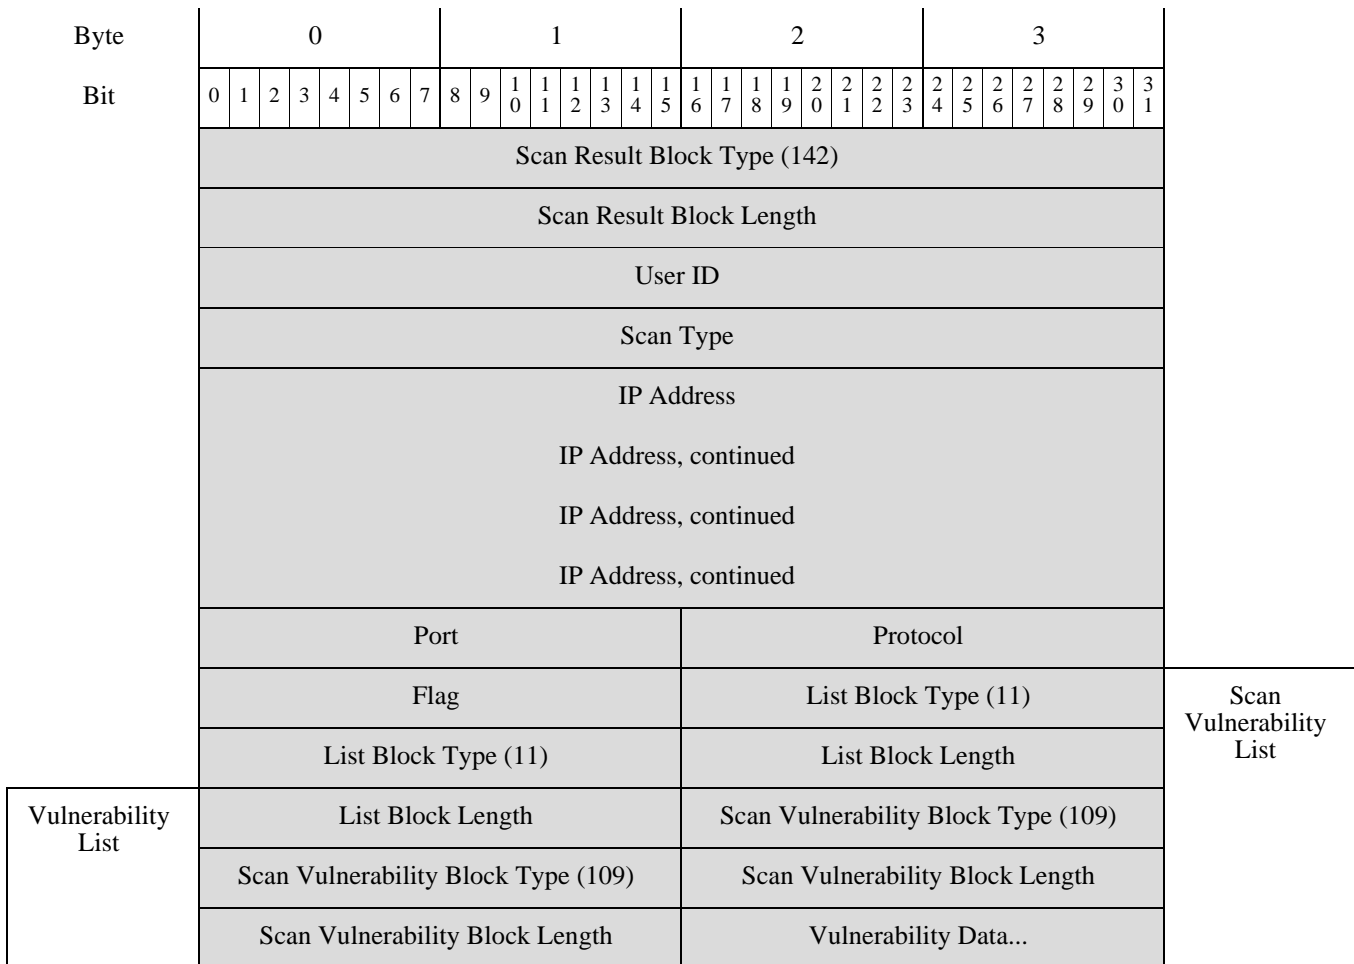 Byte 0 1 2 3
Bit 0 1 2 3 4 5 6 7 8 9 10 11 12 13 14 15 16 17 18 19 20 21 22 23 24 25 26 27 28 29 30 31
Scan Result Block Type (142)
Scan Result Block Length
User ID
Scan Type
IP Address
IP Address, continued
IP Address, continued
IP Address, continued
Port Protocol
Flag List Block Type (11) Scan
Vulnerability
List
List Block Type (11) List Block Length
Vulnerability
List
List Block Length Scan Vulnerability Block Type (109)
Scan Vulnerability Block Type (109) Scan Vulnerability Block Length
Scan Vulnerability Block Length Vulnerability Data...